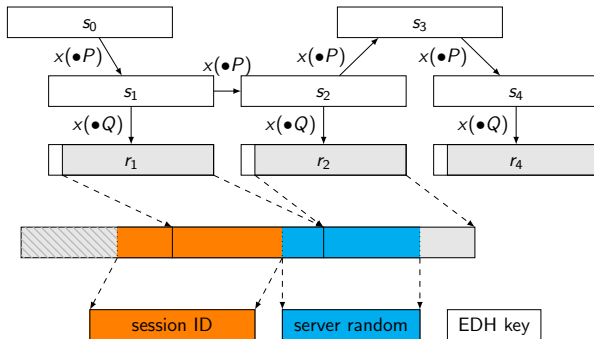 s0
s3
x(•P)
x(•P)
x(•P)
x(•P)
s1
s2
s4
x(•Q)
x(•Q)
x(•Q)
r1
r2
r4
session ID
server random
EDH key